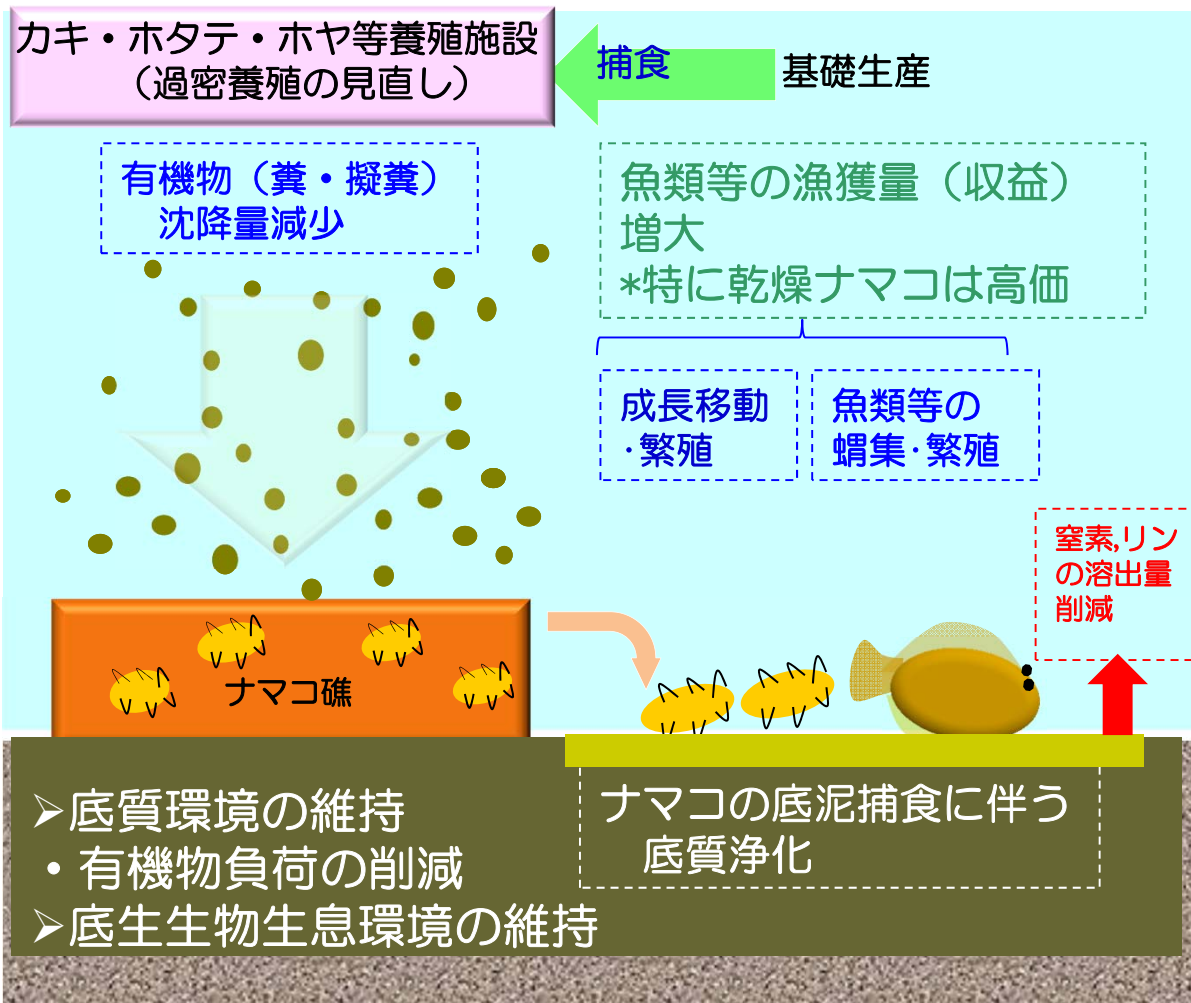 カキ・ホタテ・ホヤ等養殖施設
（過密養殖の見直し）
捕食
基礎生産
有機物（糞・擬糞）
沈降量減少
魚類等の漁獲量（収益）
増大
*特に乾燥ナマコは高価
成長移動
・繁殖
魚類等の
蝟集・繁殖
窒素,リン
の溶出量
削減
ナマコ礁
➢底質環境の維持
・有機物負荷の削減
➢底生生物生息環境の維持
ナマコの底泥捕食に伴う
底質浄化